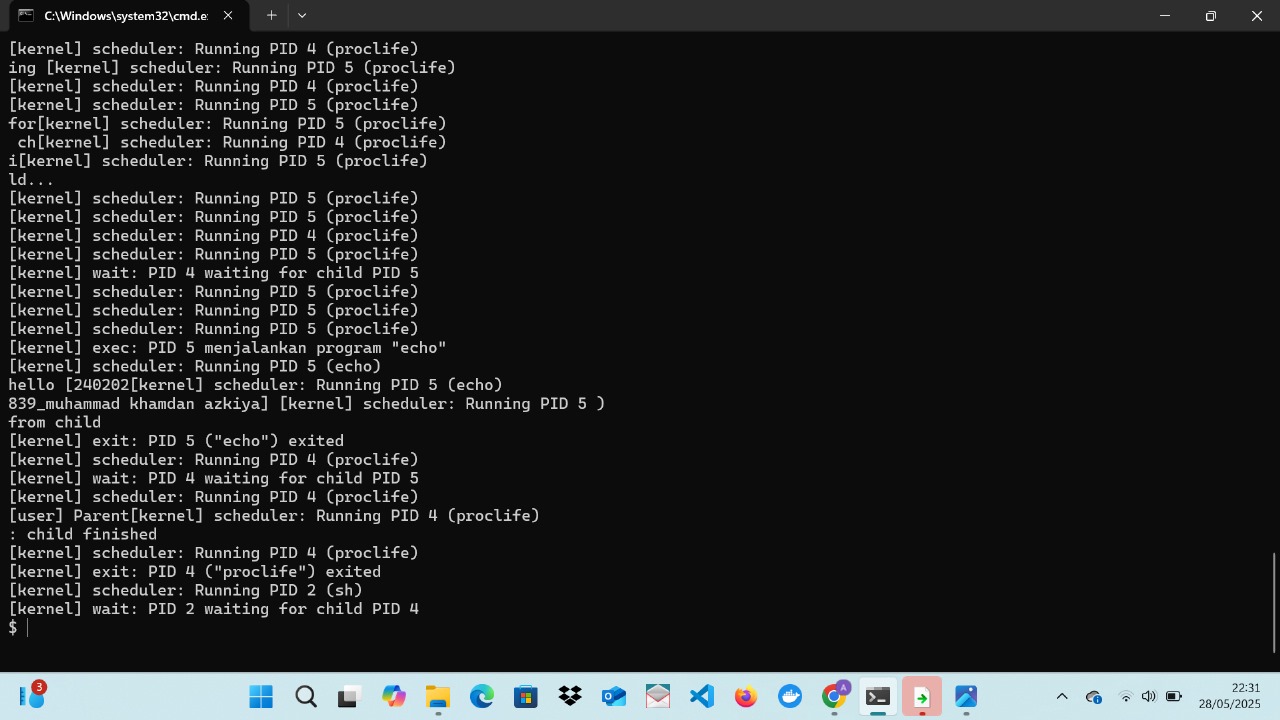 C:\Windows\system32\cmd.e
[kernel] scheduler: Running PID 4 (proclife)
ing [kernel] scheduler: Running PID 5 (proclife)
[kernel] scheduler: Running PID 4 (proclife)
[kernel] scheduler: Running PID 5 (proclife)
for[kernel] scheduler: Running PID 5 (proclife)
 ch[kernel] scheduler: Running PID 4 (proclife)
i[kernel] scheduler: Running PID 5 (proclife)
ld...
[kernel] scheduler: Running PID 5 (proclife)
[kernel] scheduler: Running PID 5 (proclife)
[kernel] scheduler: Running PID 4 (proclife)
[kernel] scheduler: Running PID 5 (proclife)
[kernel] wait: PID 4 waiting for child PID 5
[kernel] scheduler: Running PID 5 (proclife)
[kernel] scheduler: Running PID 5 (proclife)
[kernel] scheduler: Running PID 5 (proclife)
[kernel] exec: PID 5 menjalankan program "echo"
[kernel] scheduler: Running PID 5 (echo)
hello [240202[kernel] scheduler: Running PID 5 (echo)
839_muhammad khamdan azkiya] [kernel] scheduler: Running PID 5 )
from child
[kernel] exit: PID 5 ("echo") exited
[kernel] scheduler: Running PID 4 (proclife)
[kernel] wait: PID 4 waiting for child PID 5
[kernel] scheduler: Running PID 4 (proclife)
[user] Parent[kernel] scheduler: Running PID 4 (proclife)
: child finished
[kernel] scheduler: Running PID 4 (proclife)
[kernel] exit: PID 4 ("proclife") exited
[kernel] scheduler: Running PID 2 (sh)
[kernel] wait: PID 2 waiting for child PID 4
$
3
A
22:31
28/05/2025